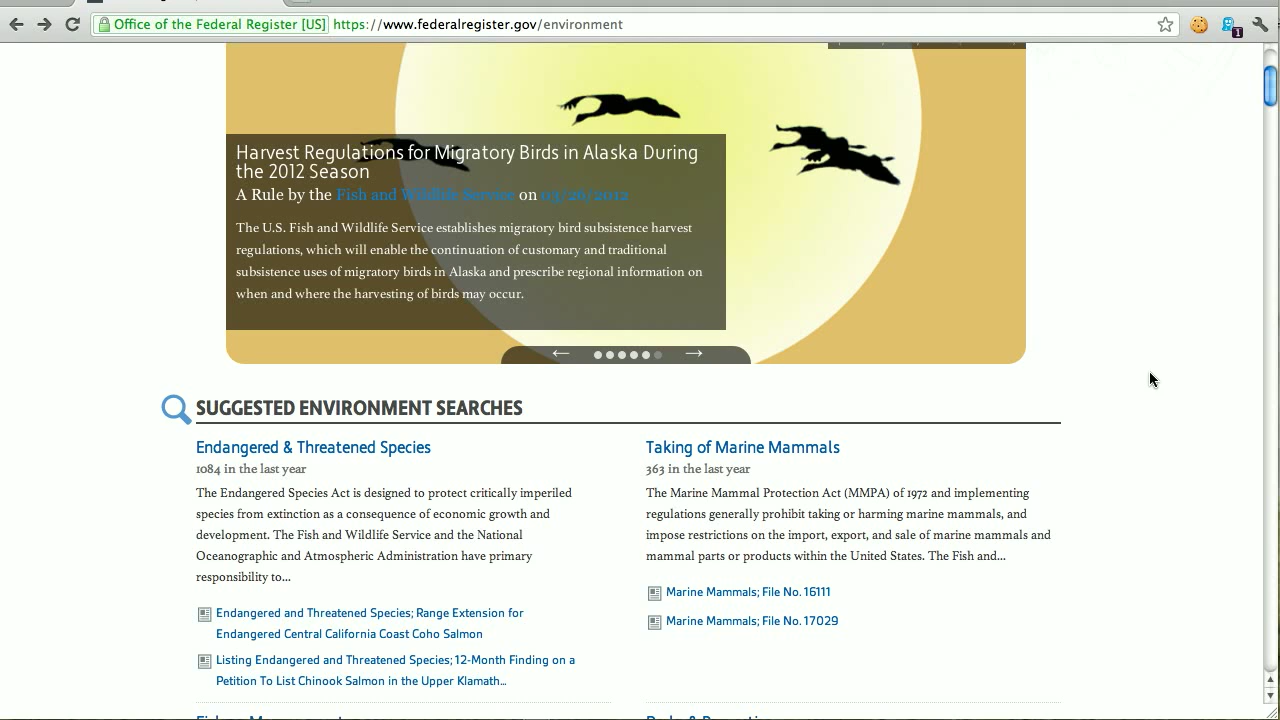 Office of the Federal Register [US] https://www.federalregister.gov/environment
1
Harvest Regulations for Migratory Birds in Alaska During
the 2012 Season
A Rule by the Fish and Wildlife Service on 03/26/2012
The U.S. Fish and Wildlife Service establishes migratory bird subsistence harvest
regulations, which will enable the continuation of customary and traditional
subsistence uses of migratory birds in Alaska and prescribe regional information on
when and where the harvesting of birds may occur.
← →
SUGGESTED ENVIRONMENT SEARCHES
Endangered & Threatened Species
1084 in the last year
The Endangered Species Act is designed to protect critically imperiled
species from extinction as a consequence of economic growth and
development. The Fish and Wildlife Service and the National
Oceanographic and Atmospheric Administration have primary
responsibility to...
Endangered and Threatened Species; Range Extension for
Endangered Central California Coast Coho Salmon
Listing Endangered and Threatened Species; 12-Month Finding on a
Petition To List Chinook Salmon in the Upper Klamath...
Taking of Marine Mammals
363 in the last year
The Marine Mammal Protection Act (MMPA) of 1972 and implementing
regulations generally prohibit taking or harming marine mammals, and
impose restrictions on the import, export, and sale of marine mammals and
mammal parts or products within the United States. The Fish and...
Marine Mammals; File No. 16111
Marine Mammals; File No. 17029